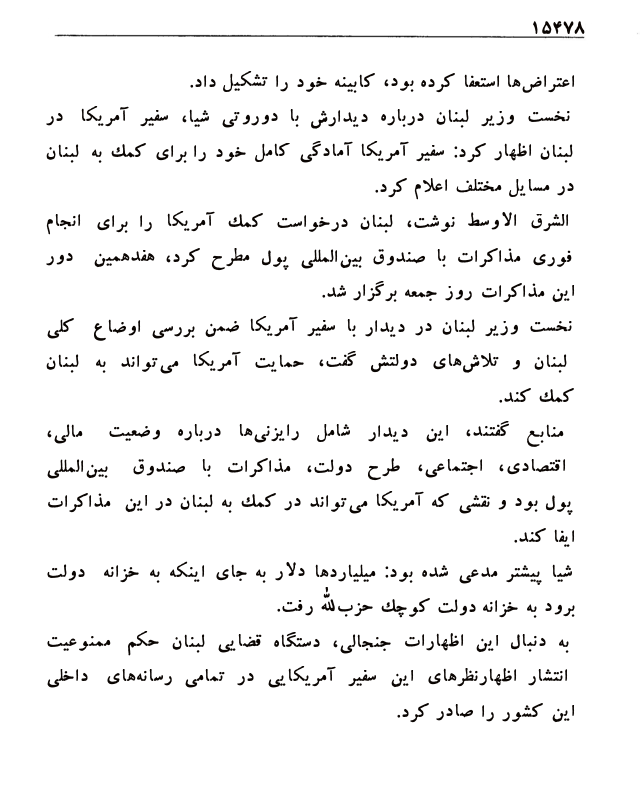 ۱۵۴۷۸
اعتراض‌ها استعفا کرده بود، کابینه خود را تشکیل داد.
نخست وزیر لبنان درباره دیدارش با دوروتی شیا، سفیر آمریکا در
لبنان اظهار کرد: سفیر آمریکا آمادگی کامل خود را برای کمك به لبنان
در مسایل مختلف اعلام کرد.
الشرق الاوسط نوشت، لبنان درخواست کمك آمریکا را برای انجام
فوری مذاکرات با صندوق بین‌المللی پول مطرح کرد، هفدهمین دور
این مذاکرات روز جمعه برگزار شد.
نخست وزیر لبنان در دیدار با سفیر آمریکا ضمن بررسی اوضاع کلی
لبنان و تلاش‌های دولتش گفت، حمایت آمریکا می‌تواند به لبنان
کمك کند.
منابع گفتند، این دیدار شامل رایزنی‌ها درباره وضعیت مالی،
اقتصادی، اجتماعی، طرح دولت، مذاکرات با صندوق بین‌المللی
پول بود و نقشی که آمریکا می‌تواند در کمك به لبنان در این مذاکرات
ایفا کند.
شیا پیشتر مدعی شده بود: میلیاردها دلار به جای اینکه به خزانه دولت
برود به خزانه دولت کوچك حزب‌الله رفت.
به دنبال این اظهارات جنجالی، دستگاه قضایی لبنان حکم ممنوعیت
انتشار اظهارنظرهای این سفیر آمریکایی در تمامی رسانه‌های داخلی
این کشور را صادر کرد.